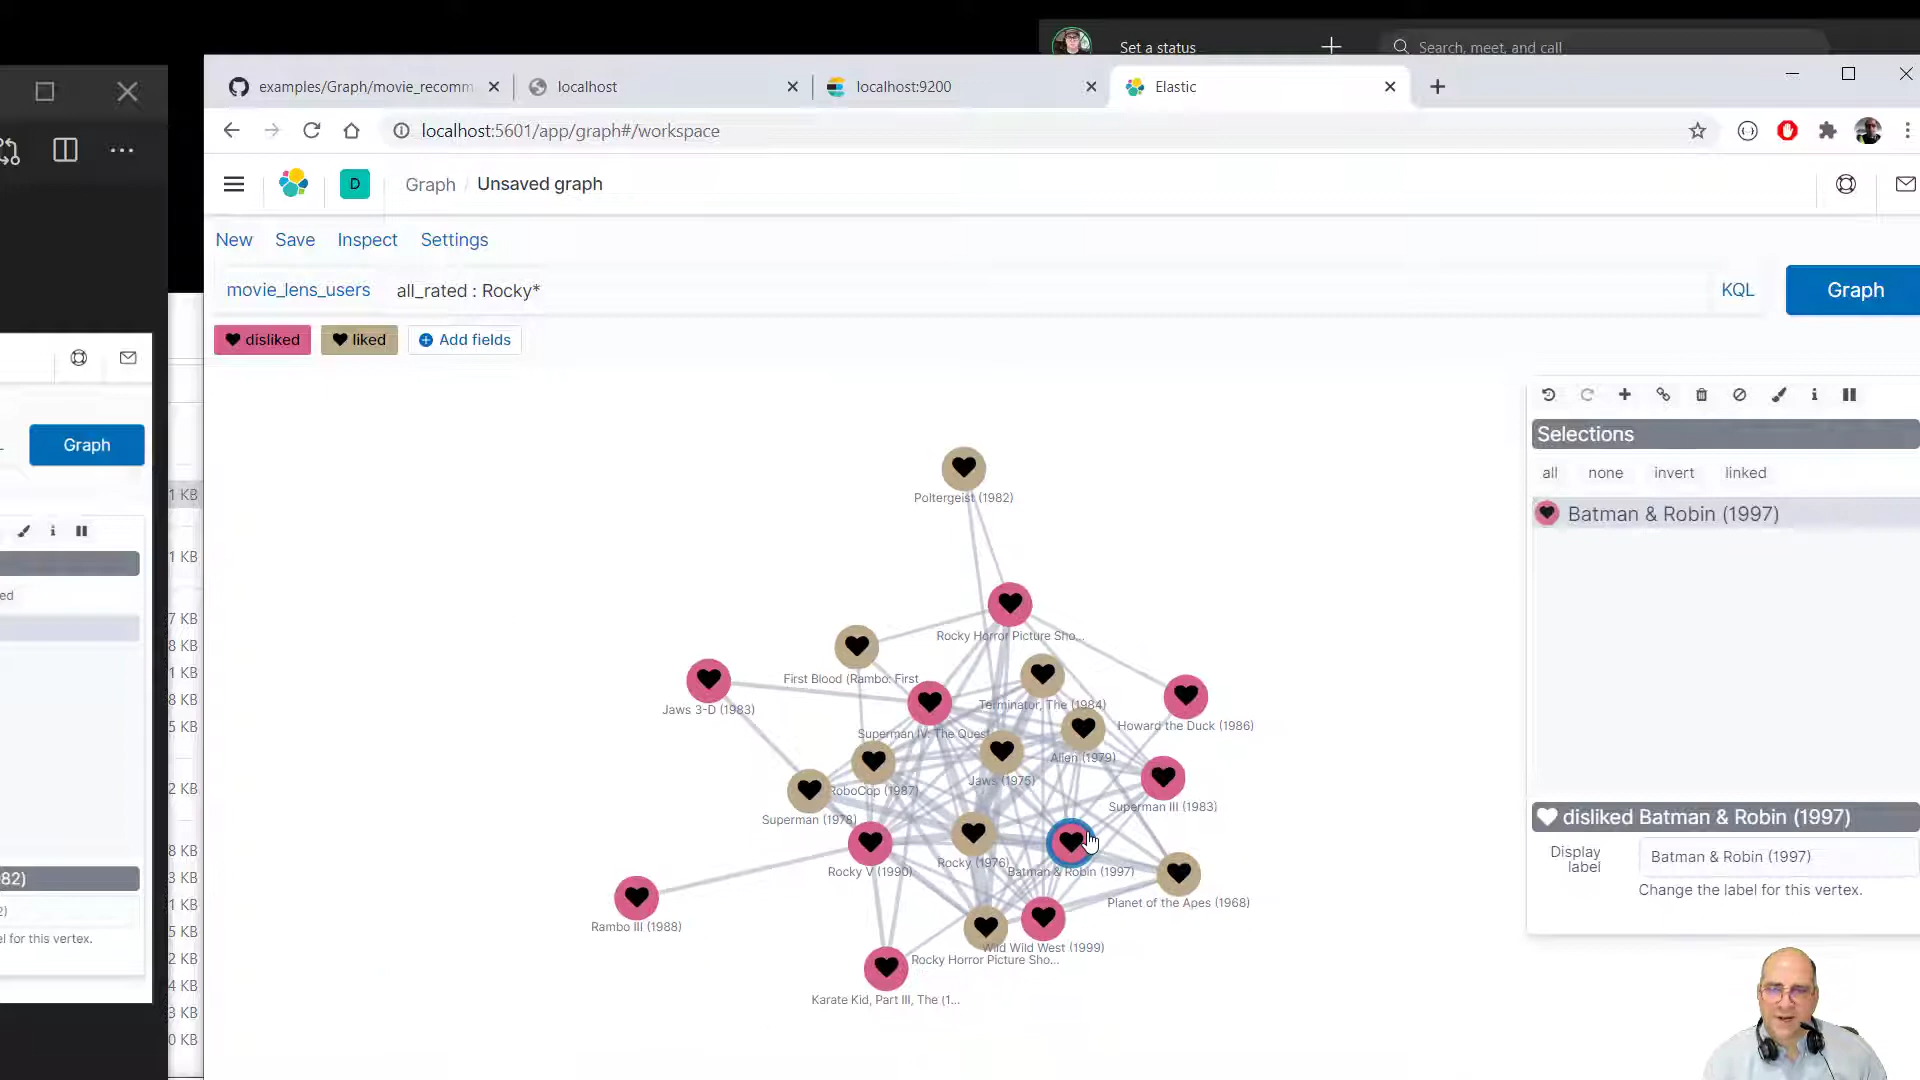 Set a status
Search, meet, and call
examples/Graph/movie_recomm
localhost
localhost:9200
Elastic
localhost:5601/app/graph#/workspace
D
Graph / Unsaved graph
New Save Inspect Settings
movie_lens_users all_rated : Rocky* KQL Graph
disliked liked Add fields
Graph
Selections
all none invert linked
Batman & Robin (1997)
disliked Batman & Robin (1997)
Display label
Batman & Robin (1997)
Change the label for this vertex.
Poltergeist (1982)
Rocky Horror Picture Sho...
First Blood (Rambo: First
Jaws 3-D (1983)
Terminator, The (1984)
Howard the Duck (1986)
Superman IV: The Quest
Alien (1979)
Jaws (1975)
RoboCop (1987)
Superman III (1983)
Superman (1978)
Rocky (1976)
Rocky V (1990)
Batman & Robin (1997)
Planet of the Apes (1968)
Rambo III (1988)
Wild Wild West (1999)
Rocky Horror Picture Sho...
Karate Kid, Part III, The (1...
1 KB
1 KB
7 KB
8 KB
1 KB
8 KB
5 KB
2 KB
8 KB
3 KB
1 KB
5 KB
2 KB
4 KB
3 KB
0 KB
ed
82)
2)
el for this vertex.